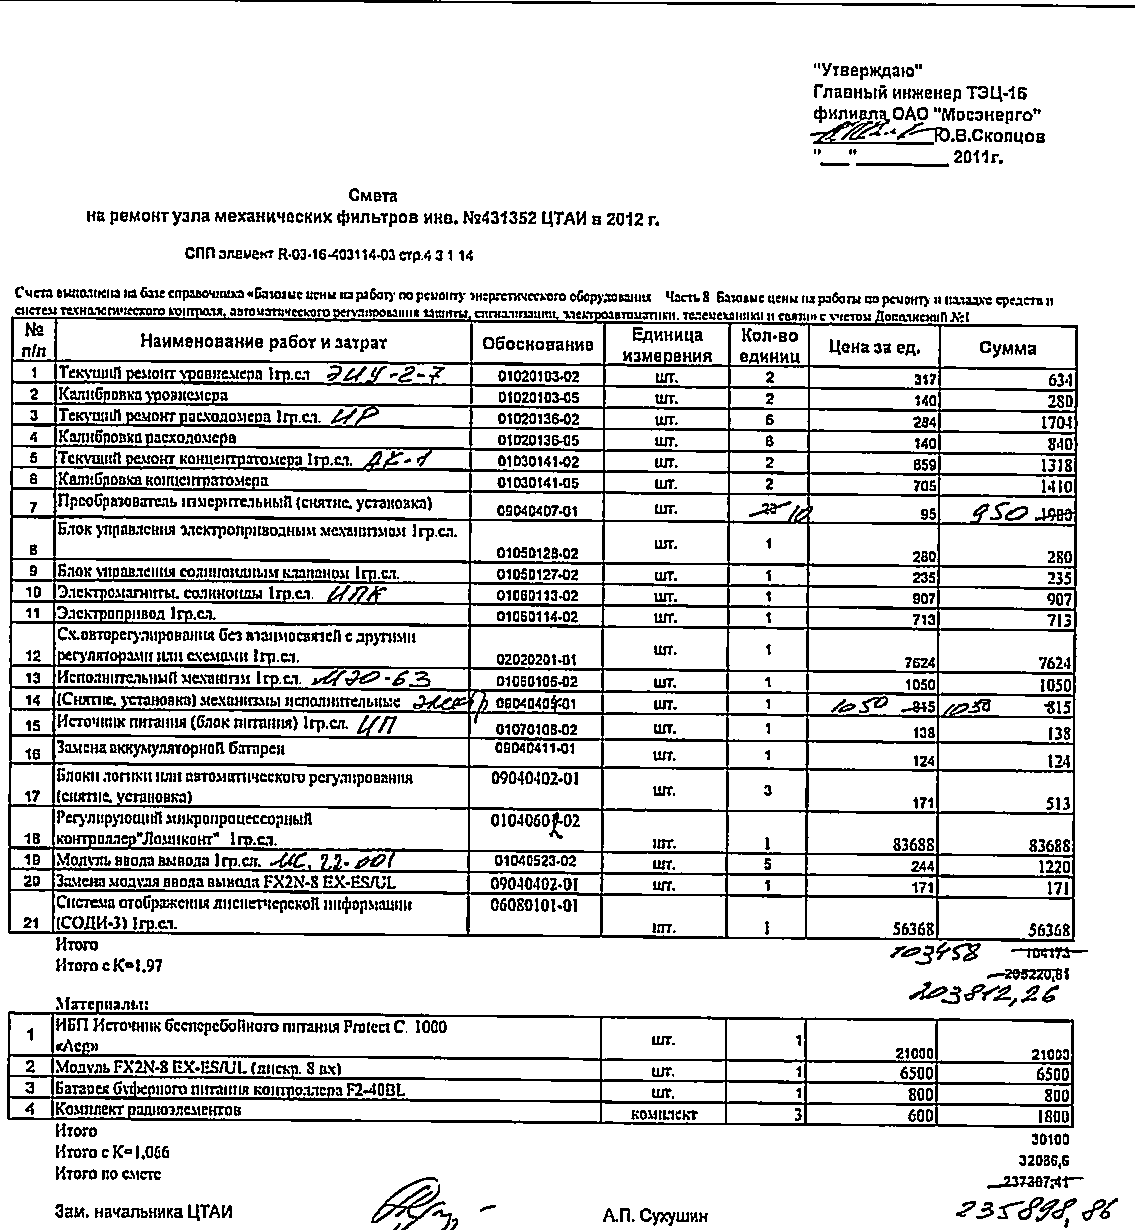 "Утверждаю"
Главный инженер ТЭЦ-16
филиала ОАО "Мосэнерго"
Ю.В.Скопцов
"___"____________ 2011г.
Смета
на ремонт узла механических фильтров инв. №431352 ЦТАИ в 2012 г.
СПП элемент R-03-16-403114-03 стр.4 3 1 14
Счета выполнена на базе справочника «Базовые цены на работу по ремонту энергетического оборудования Часть 8 Базовые цены на работы по ремонту и наладке средств и
систем технологического контроля, автоматического регулирования защиты, сигнализации, электроавтоматики, телемеханики и связи» с учетом Дополнений №1
№ п/п Наименование работ и затрат Обоснование Единица измерения Кол-во единиц Цена за ед. Сумма
1 Текущий ремонт уровнемера 1гр.сл ЭИУ-2-7 01020103-02 шт. 2 317 634
2 Калибровка уровнемера 01020103-05 шт. 2 140 280
3 Текущий ремонт расходомера 1гр.сл. ИР 01020136-02 шт. 6 284 1704
4 Калибровка расходомера 01020136-05 шт. 6 140 840
5 Текущий ремонт концентратомера 1гр.сл. АК-1 01030141-02 шт. 2 659 1318
6 Калибровка концентратомера 01030141-05 шт. 2 705 1410
7 Преобразователь измерительный (снятие, установка) 09040407-01 шт. 10 95 950
8 Блок управления электроприводным механизмом 1гр.сл. 01050128-02 шт. 1 280 280
9 Блок управления солиноидным клапаном 1гр.сл. 01050127-02 шт. 1 235 235
10 Электромагниты, солиноиды 1гр.сл. ИПК 01060113-02 шт. 1 907 907
11 Электропривод 1гр.сл. 01060114-02 шт. 1 713 713
12 Сх.авторегулирования без взаимосвязей с другими
регуляторами или схемами 1гр.сл. 02020201-01 шт. 1 7624 7624
13 Исполнительный механизм 1гр.сл. МЭО-63 01060106-02 шт. 1 1050 1050
14 (Снятие, установка) механизмы исполнительные электр шт. 1 1050 815 1050 815
15 Источник питания (блок питания) 1гр.сл. ИП 01070108-02 шт. 1 138 138
16 Замена аккумуляторной батареи 09040411-01 шт. 1 124 124
17 Блоки логики или автоматического регулирования
(снятие, установка) 09040402-01 шт. 3 171 513
18 Регулирующий микропроцессорный
контроллер"Ломиконт" 1гр.сл. шт. 1 83688 83688
19 Модуль ввода вывода 1гр.сл. МС. 22-001 01040523-02 шт. 5 244 1220
20 Замена модуля ввода вывода FX2N-8 EX-ES/UL 09040402-01 шт. 1 171 171
21 Система отображения диспетчерской информации
(СОДИ-3) 1гр.сл. 06080101-01 шт. 1 56368 56368
Итого 103458 104173
Итого с К=1,97 205220,81
203812,26
Материалы:
1 ИБП Источник бесперебойного питания Protect C. 1000
«Аер» шт. 1 21000 21000
2 Модуль FX2N-8 EX-ES/UL (дискр. 8 вх) шт. 1 6500 6500
3 Батарея буферного питания контроллера F2-40BL шт. 1 800 800
4 Комплект радиоэлементов комплект 3 600 1800
Итого 30100
Итого с К=1,066 32086,6
Итого по смете 237307,41
235898,86
Зам. начальника ЦТАИ А.П. Сухушин